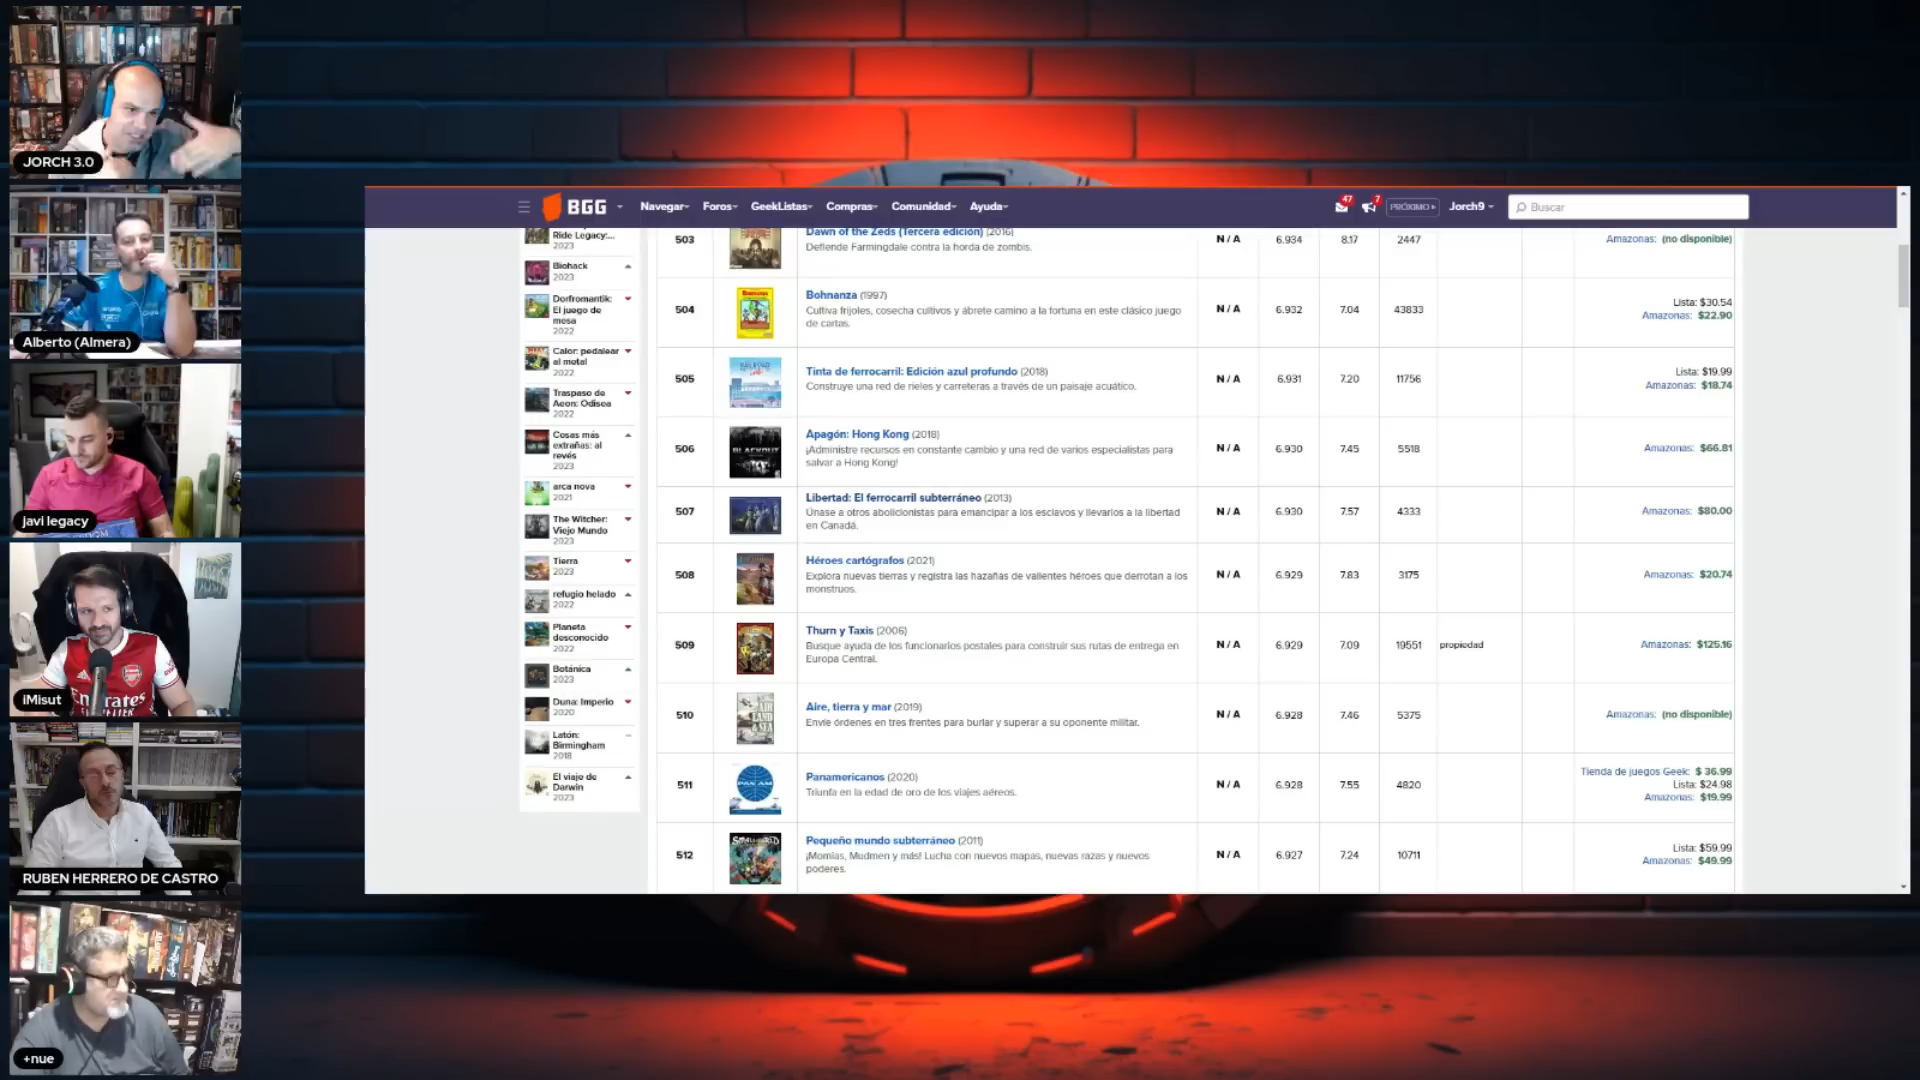 JORCH 3.0
Alberto (Almera)
javi legacy
Emirates
iMisut
RUBEN HERRERO DE CASTRO
+nue
BGG
Navegar
Foros
GeekListas
Compras
Comunidad
Ayuda
47
7
PRÓXIMO
Jorch9
Buscar
Ride Legacy:...
2023
Biohack
2023
Dorfromantik:
El juego de
mesa
2022
Calor: pedalear
al metal
2022
Traspaso de
Aeon: Odisea
2022
Cosas más
extrañas: al
revés
2023
arca nova
2021
The Witcher:
Viejo Mundo
2023
Tierra
2023
refugio helado
2022
Planeta
desconocido
2022
Botánica
2023
Duna: Imperio
2020
Latón:
Birmingham
2018
El viaje de
Darwin
2023
503
Dawn of the Zeds (Tercera edición) (2016)
Defiende Farmingdale contra la horda de zombis.
N/A 6.934 8.17 2447
Amazonas: (no disponible)
504
Bohnanza (1997)
Cultiva frijoles, cosecha cultivos y ábrete camino a la fortuna en este clásico juego
de cartas.
N/A 6.932 7.04 43833
Lista: $30.54
Amazonas: $22.90
505
Tinta de ferrocarril: Edición azul profundo (2018)
Construye una red de rieles y carreteras a través de un paisaje acuático.
N/A 6.931 7.20 11756
Lista: $19.99
Amazonas: $18.74
506
BLACKOUT
Apagón: Hong Kong (2018)
¡Administre recursos en constante cambio y una red de varios especialistas para
salvar a Hong Kong!
N/A 6.930 7.45 5518
Amazonas: $66.81
507
Libertad: El ferrocarril subterráneo (2013)
Únase a otros abolicionistas para emancipar a los esclavos y llevarlos a la libertad
en Canadá.
N/A 6.930 7.57 4333
Amazonas: $80.00
508
Héroes cartógrafos (2021)
Explora nuevas tierras y registra las hazañas de valientes héroes que derrotan a los
monstruos.
N/A 6.929 7.83 3175
Amazonas: $20.74
509
Thurn y Taxis (2006)
Busque ayuda de los funcionarios postales para construir sus rutas de entrega en
Europa Central.
N/A 6.929 7.09 19551 propiedad
Amazonas: $125.16
510
AIR
LAND
&SEA
Aire, tierra y mar (2019)
Envíe órdenes en tres frentes para burlar y superar a su oponente militar.
N/A 6.928 7.46 5375
Amazonas: (no disponible)
511
PAN AM
Panamericanos (2020)
Triunfa en la edad de oro de los viajes aéreos.
N/A 6.928 7.55 4820
Tienda de juegos Geek: $ 36.99
Lista: $24.98
Amazonas: $19.99
512
Pequeño mundo subterráneo (2011)
¡Momias, Mudmen y más! Lucha con nuevos mapas, nuevas razas y nuevos
poderes.
N/A 6.927 7.24 10711
Lista: $59.99
Amazonas: $49.99